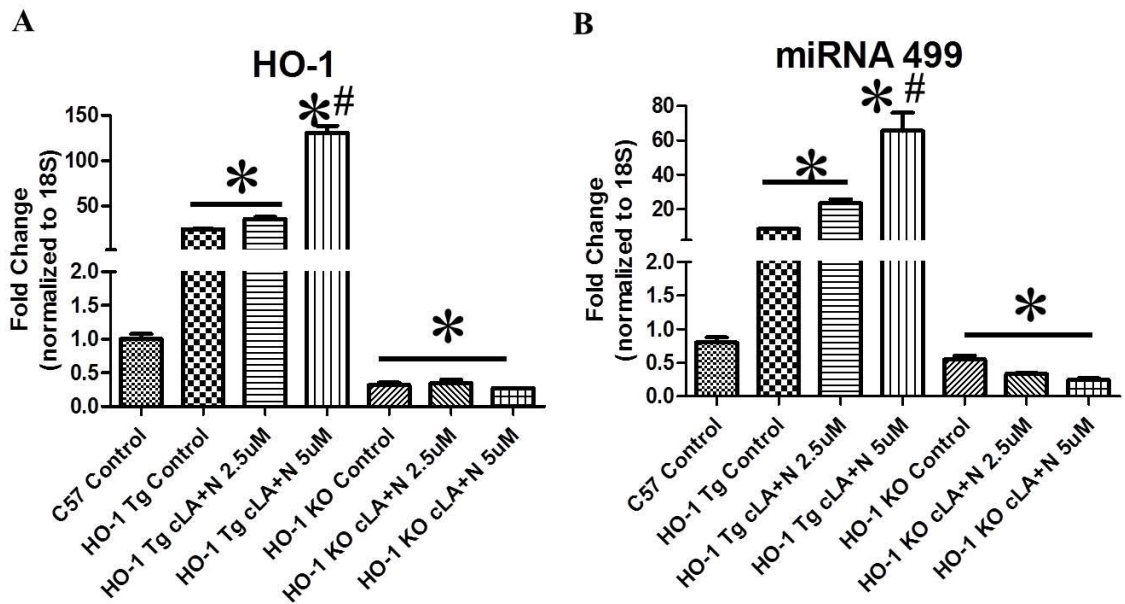 A
HO-1
Fold Change
(normalized to 18S)
150
100
50
2.0
1.5
1.0
0.5
0.0
*
*#
*
C57 Control
HO-1 Tg Control
HO-1 Tg cLA+N 2.5uM
HO-1 Tg cLA+N 5uM
HO-1 KO Control
HO-1 KO cLA+N 2.5uM
HO-1 KO cLA+N 5uM
B
miRNA 499
Fold Change
(normalized to 18S)
80
60
40
20
2.0
1.5
1.0
0.5
0.0
*
*#
*
C57 Control
HO-1 Tg Control
HO-1 Tg cLA+N 2.5uM
HO-1 Tg cLA+N 5uM
HO-1 KO Control
HO-1 KO cLA+N 2.5uM
HO-1 KO cLA+N 5uM